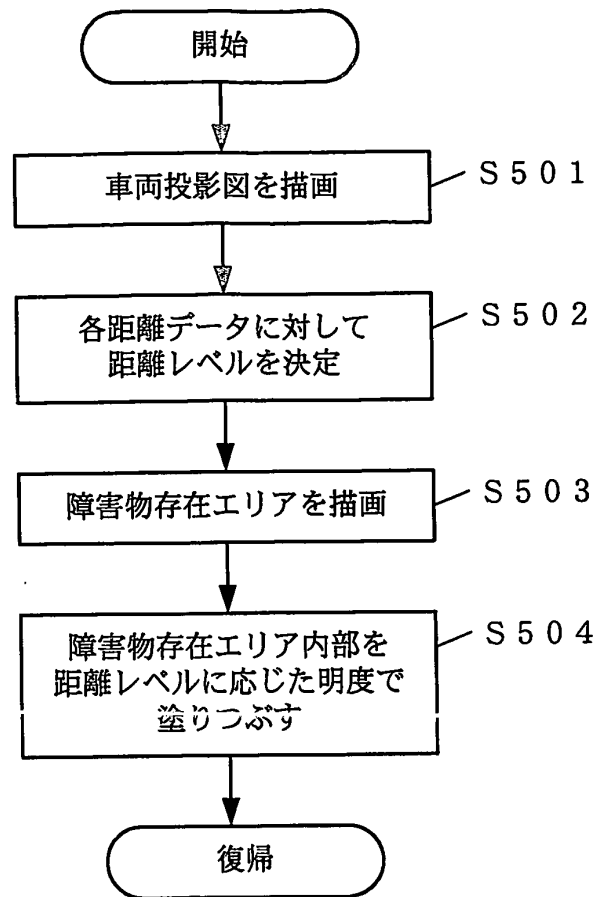 開始
車両投影図を描画
S501
各距離データに対して
距離レベルを決定
S502
障害物存在エリアを描画
S503
障害物存在エリア内部を
距離レベルに応じた明度で
塗りつぶす
S504
復帰